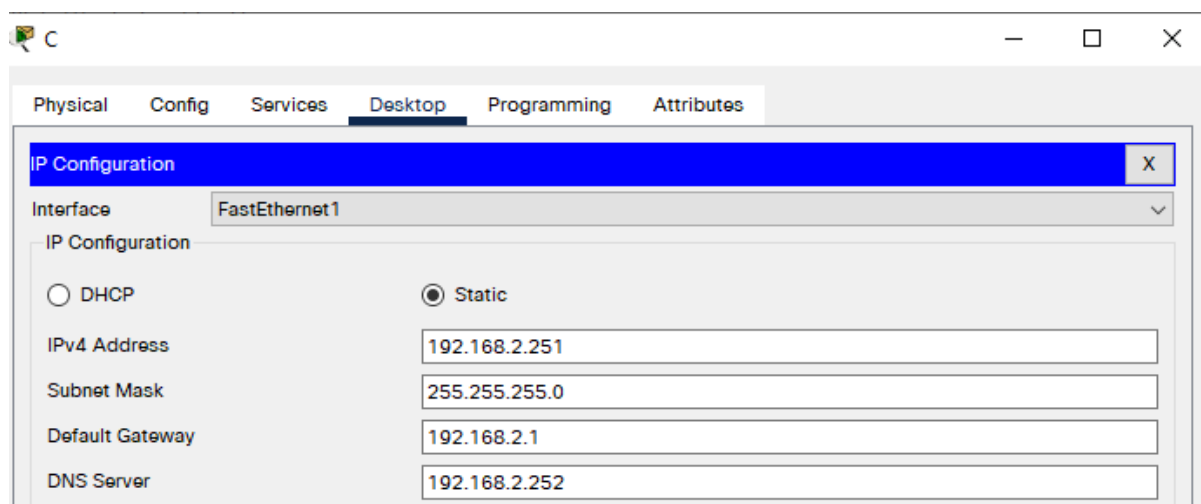 C
Physical Config Services Desktop Programming Attributes
IP Configuration X
Interface FastEthernet1
IP Configuration
DHCP Static
IPv4 Address 192.168.2.251
Subnet Mask 255.255.255.0
Default Gateway 192.168.2.1
DNS Server 192.168.2.252